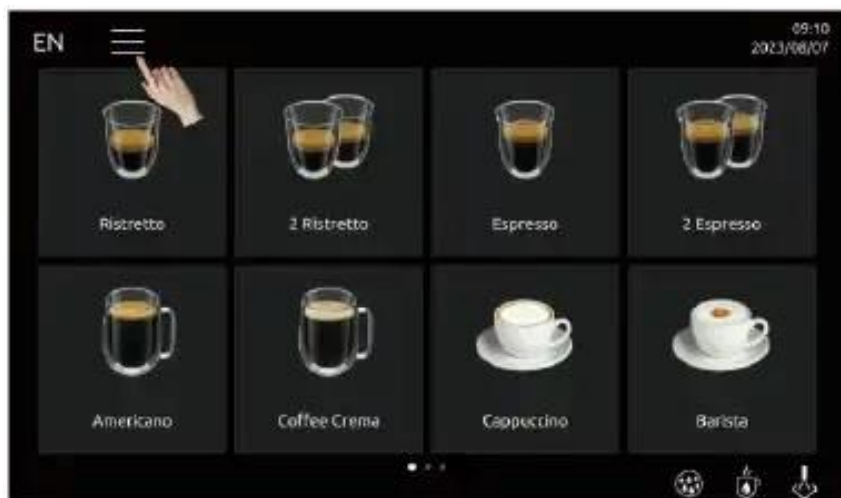 EN
09:10
2023/08/07
Ristretto
2 Ristretto
Espresso
2 Espresso
Americano
Coffee Crema
Cappuccino
Barista